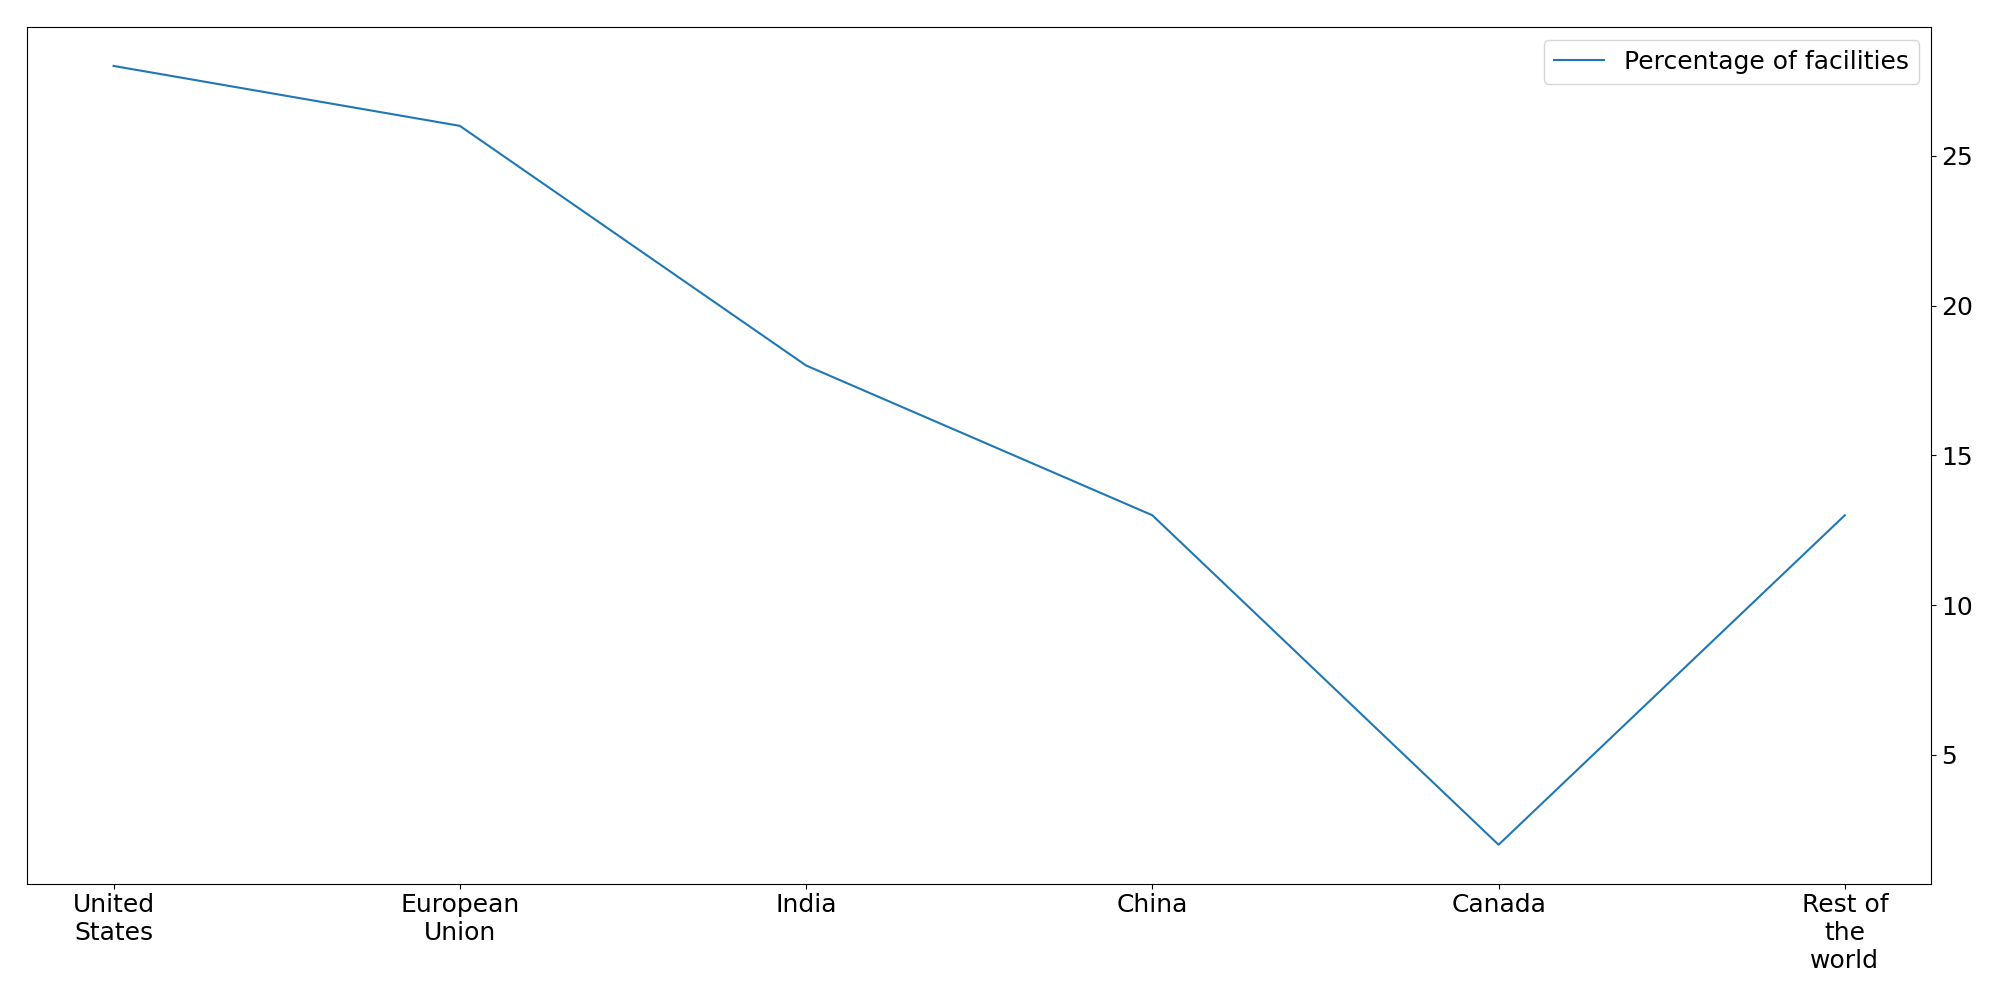 Percentage of facilities
25
20
15
10
5
United
States
European
Union
India
China
Canada
Rest of
the
world